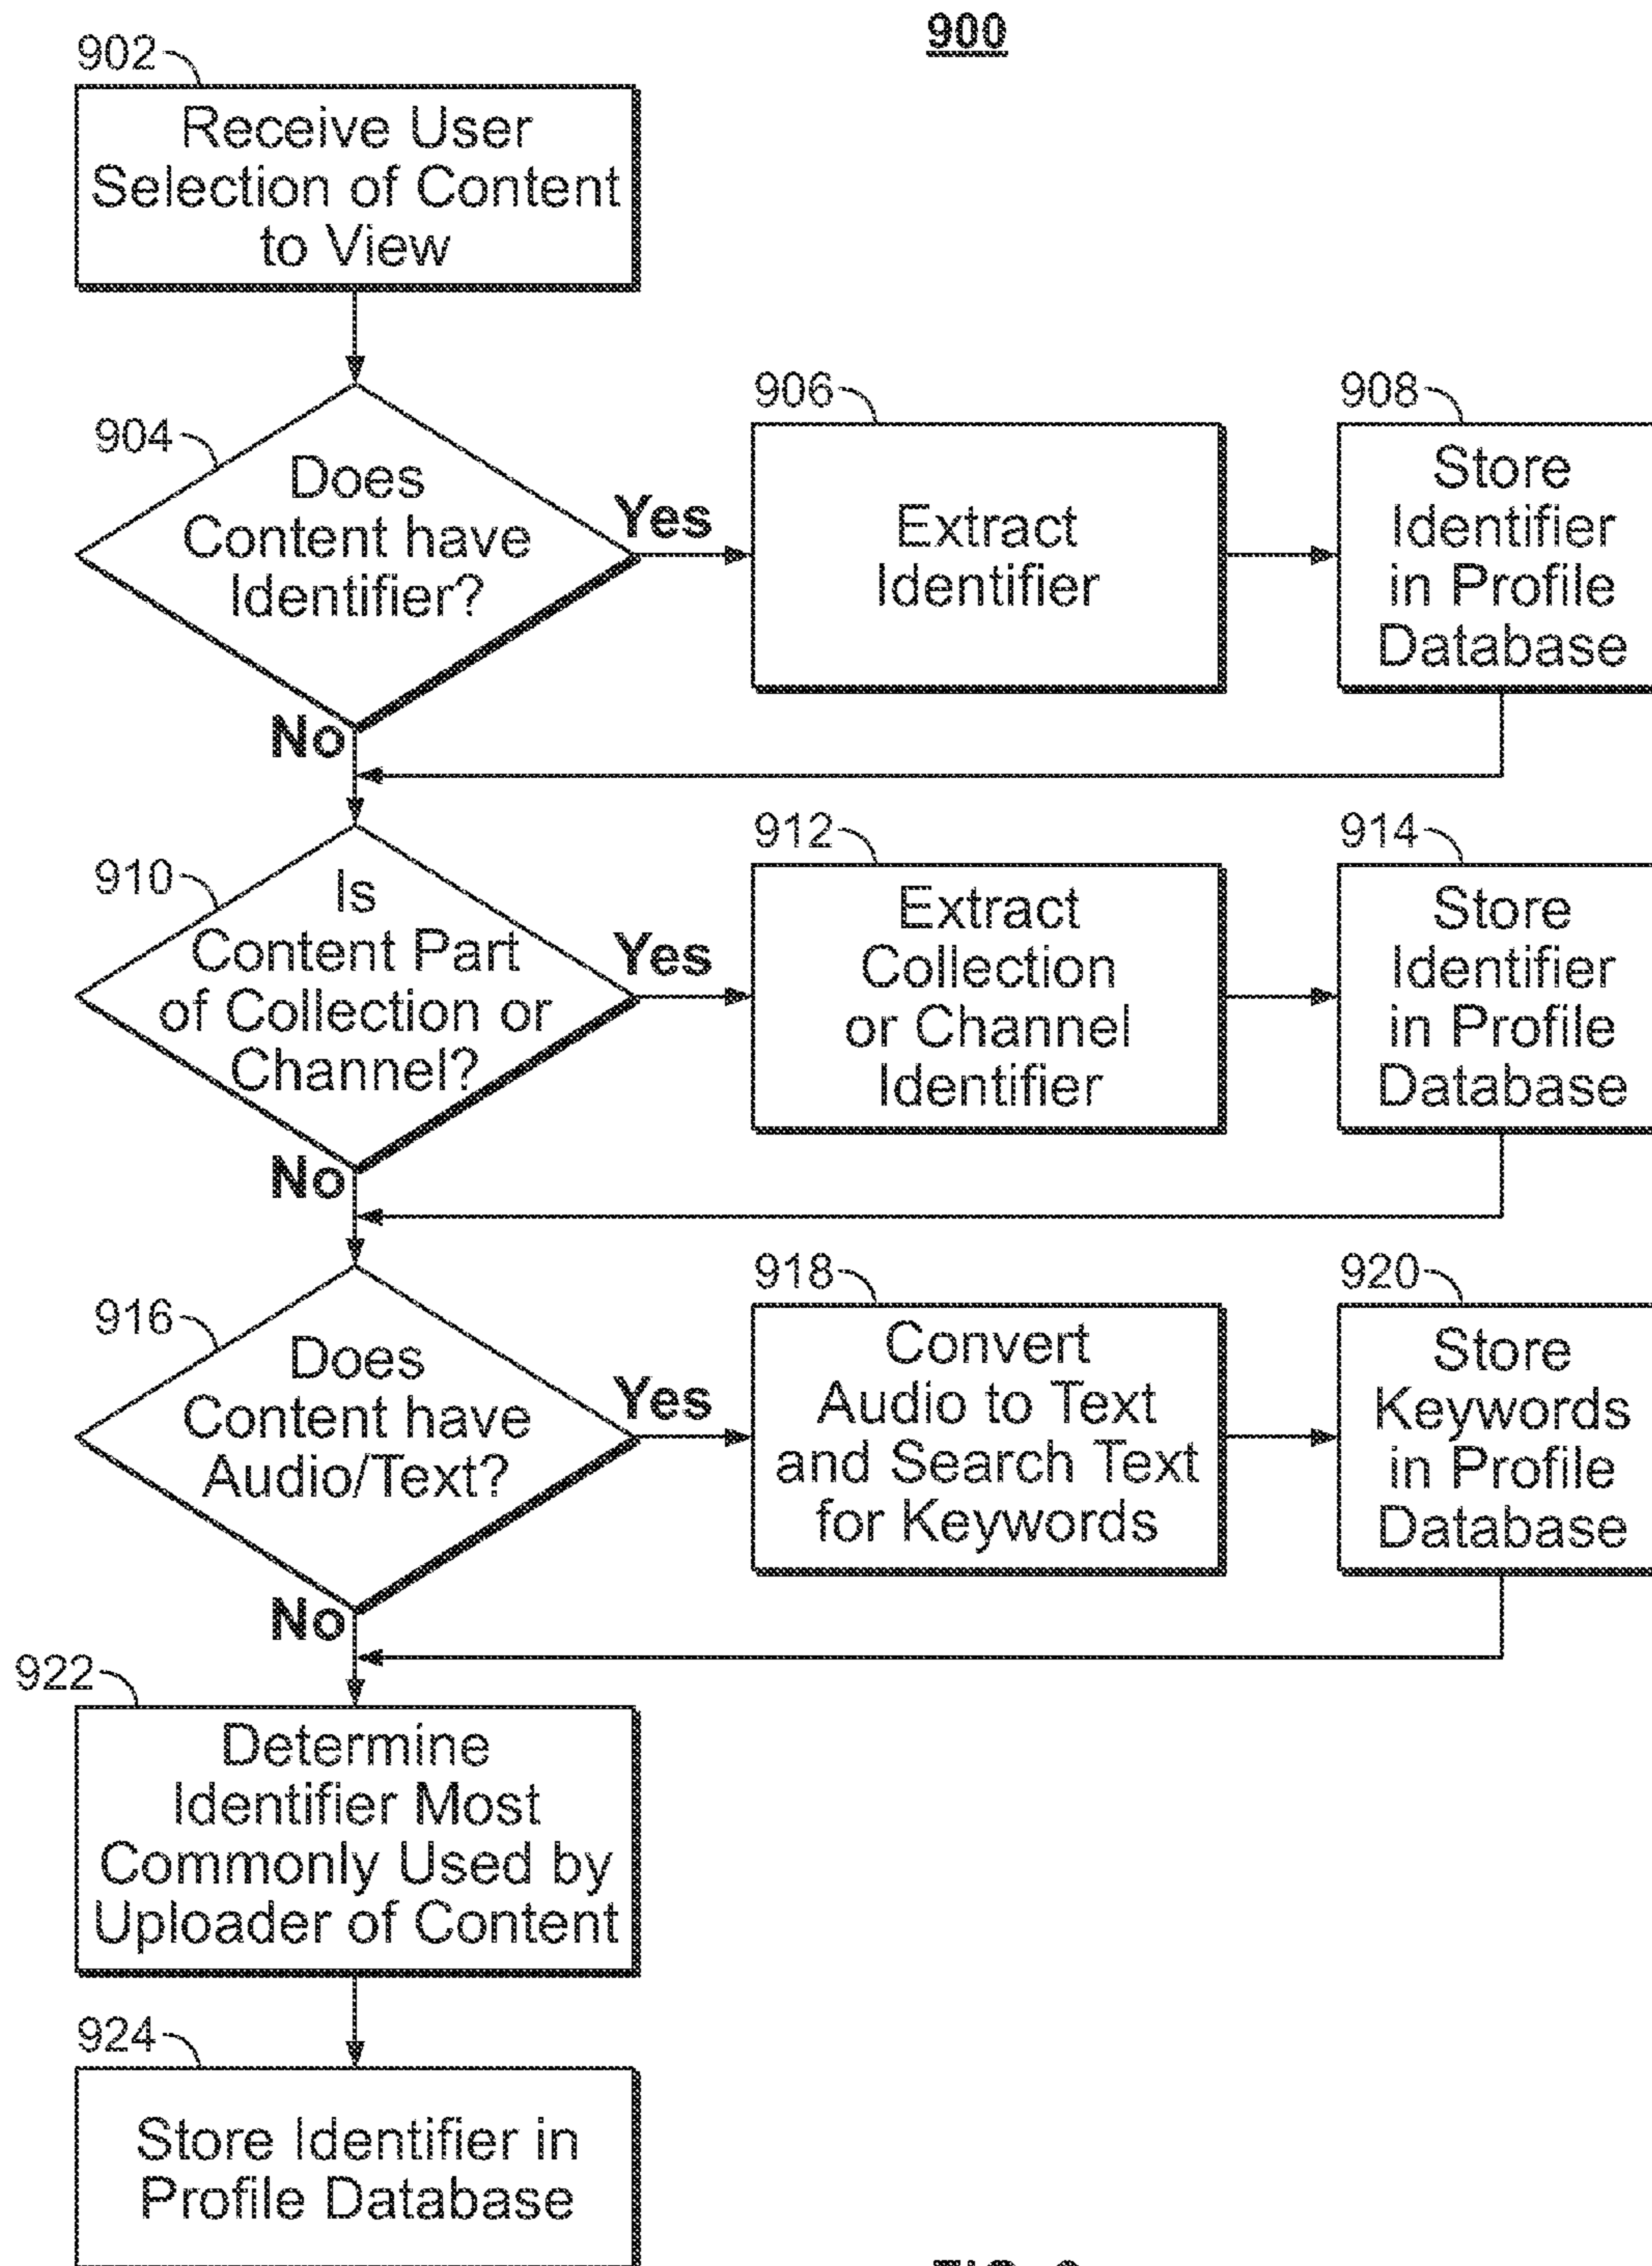 900
902
Receive User
Selection of Content
to View
904
Does
Content have
Identifier?
Yes
No
906
Extract
Identifier
908
Store
Identifier
in Profile
Database
910
Is
Content Part
of Collection or
Channel?
Yes
No
912
Extract
Collection
or Channel
Identifier
914
Store
Identifier
in Profile
Database
916
Does
Content have
Audio/Text?
Yes
No
918
Convert
Audio to Text
and Search Text
for Keywords
920
Store
Keywords
in Profile
Database
922
Determine
Identifier Most
Commonly Used by
Uploader of Content
924
Store Identifier in
Profile Database